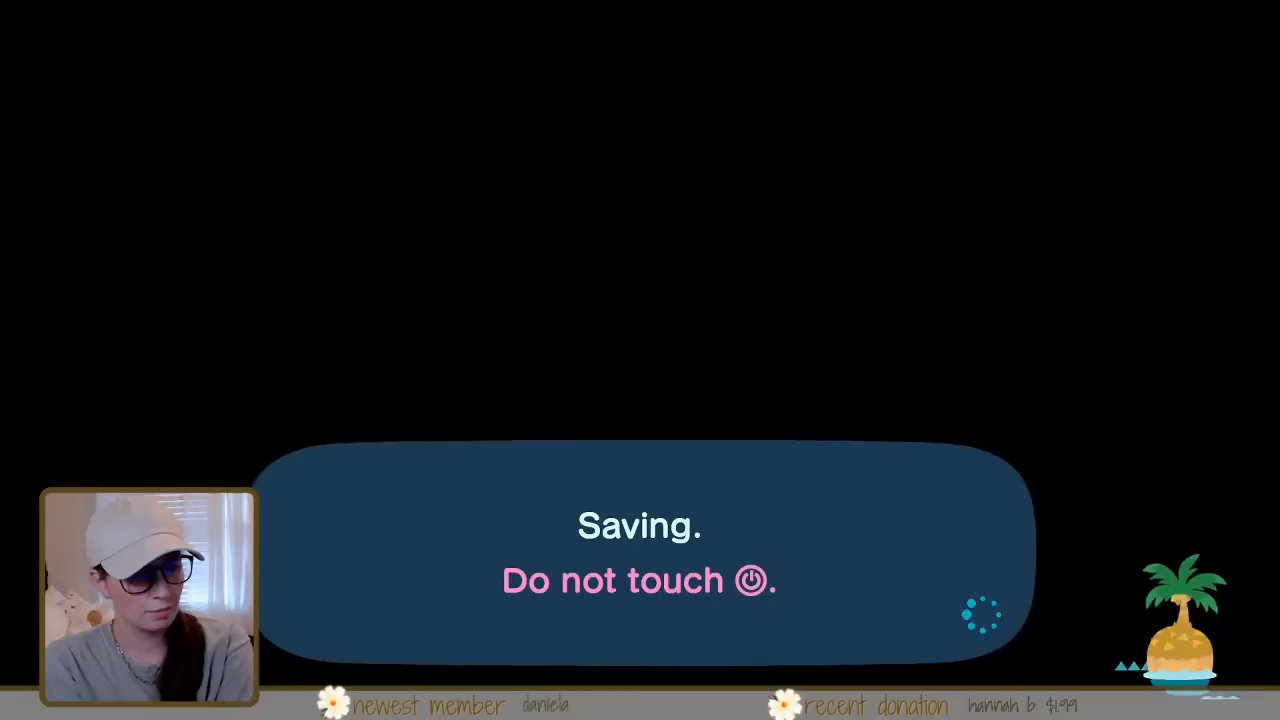 Saving.
Do not touch ⏻.
newest member daniela
recent donation hannah b $1.99